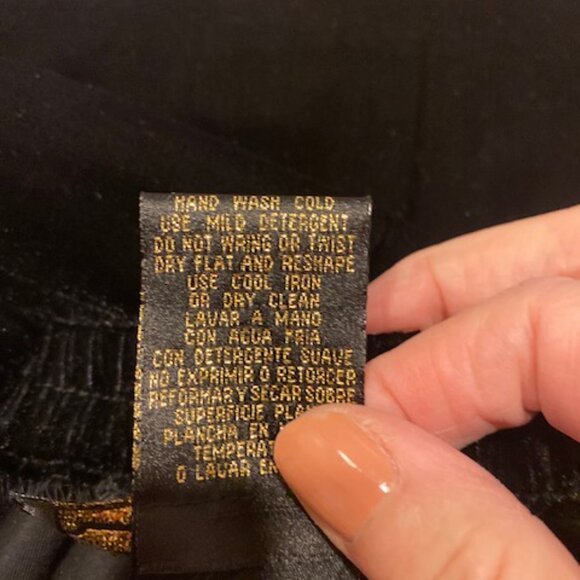 HAND WASH COLD
USE MILD DETERGENT
DO NOT WRING OR TWIST
DRY FLAT AND RESHAPE
USE COOL IRON
OR DRY CLEAN
LAVAR A MANO
CON AGUA FRIA
CON DETERGENTE SUAVE
NO EXPRIMIR O RETORCER
REFORMAR Y SECAR SOBRE
SUPERFICIE
PLANCHA EN
O LAVAR EN